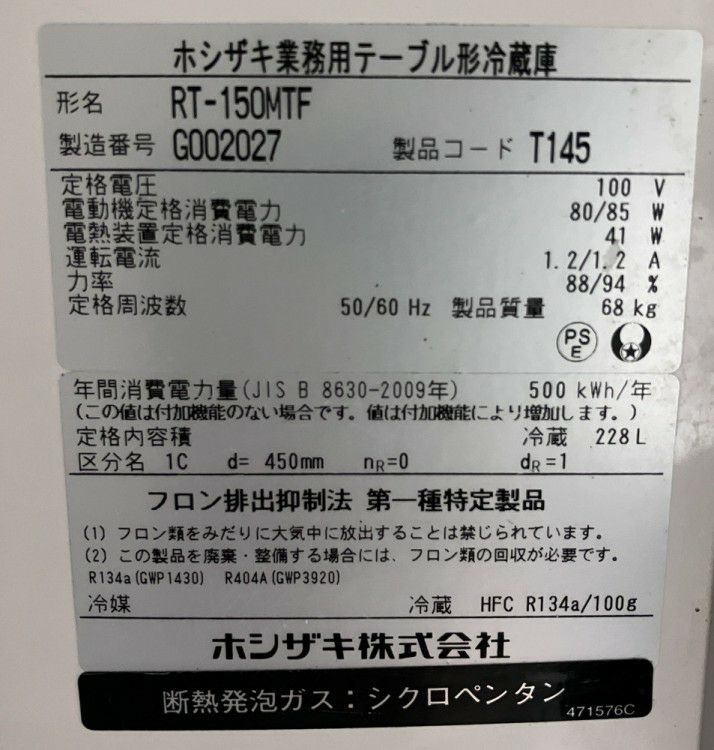 ホシザキ業務用テーブル形冷蔵庫
形名 RT-150MTF
製造番号 G002027 製品コード T145
定格電圧 100 V
電動機定格消費電力 80/85 W
電熱装置定格消費電力 41 W
運転電流 1.2/1.2 A
力率 88/94 %
定格周波数 50/60 Hz 製品質量 68 kg
PS
E
年間消費電力量(JIS B 8630-2009年) 500 kWh/年
(この値は付加機能のない場合です。値は付加機能により増加します。)
定格内容積 冷蔵 228L
区分名 1C d= 450mm nR=0 dR=1
フロン排出抑制法 第一種特定製品
(1) フロン類をみだりに大気中に放出することは禁じられています。
(2) この製品を廃棄・整備する場合には、フロン類の回収が必要です。
R134a(GWP1430) R404A(GWP3920)
冷媒 冷蔵 HFC R134a/100g
ホシザキ株式会社
断熱発泡ガス：シクロペンタン
471576C